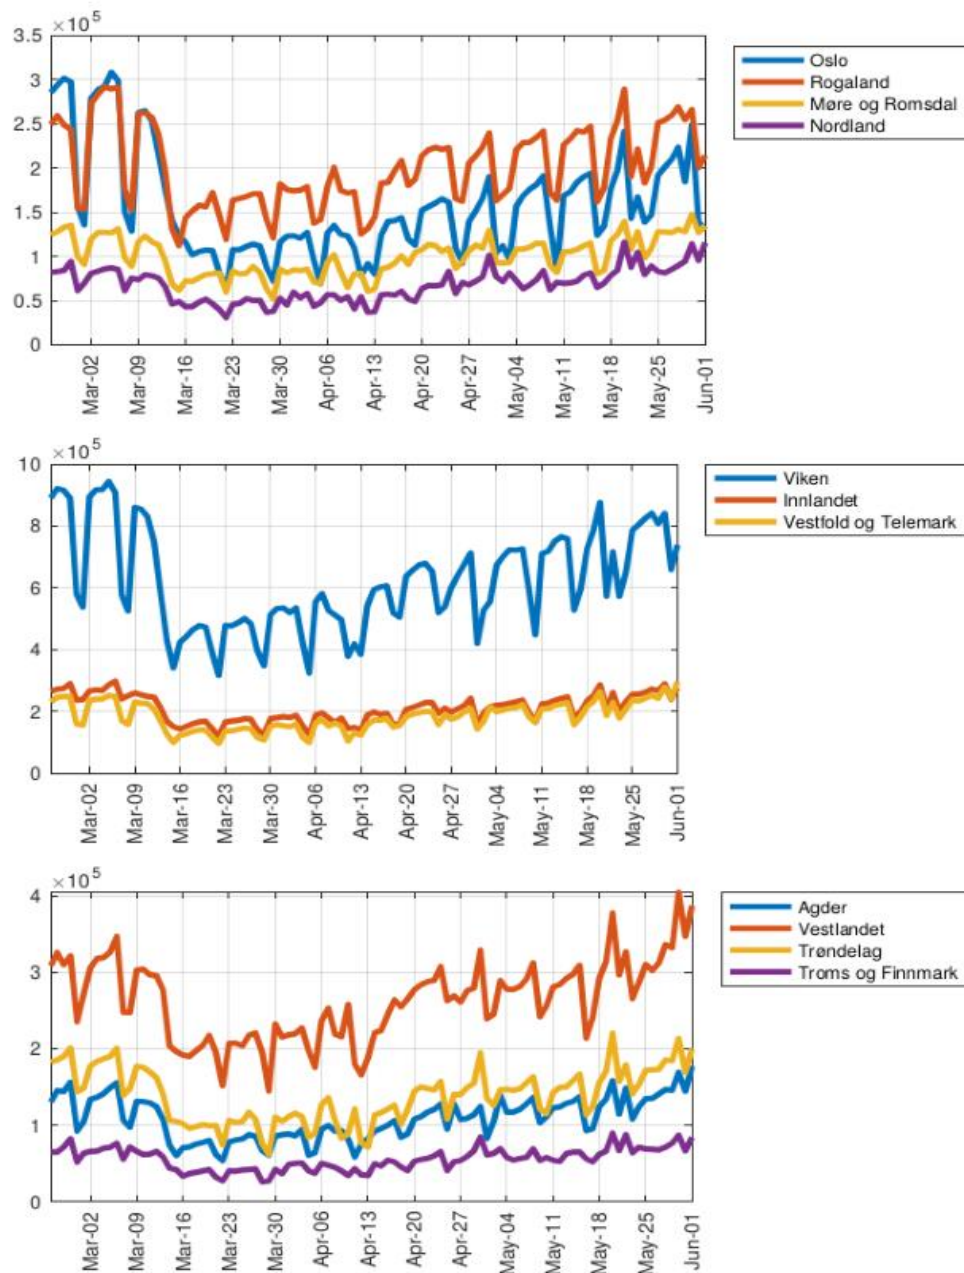 ×10^5
3.5
3
2.5
2
1.5
1
0.5
0
Mar-02
Mar-09
Mar-16
Mar-23
Mar-30
Apr-06
Apr-13
Apr-20
Apr-27
May-04
May-11
May-18
May-25
Jun-01
Oslo
Rogaland
Møre og Romsdal
Nordland
×10^5
10
8
6
4
2
0
Mar-02
Mar-09
Mar-16
Mar-23
Mar-30
Apr-06
Apr-13
Apr-20
Apr-27
May-04
May-11
May-18
May-25
Jun-01
Viken
Innlandet
Vestfold og Telemark
×10^5
4
3
2
1
0
Mar-02
Mar-09
Mar-16
Mar-23
Mar-30
Apr-06
Apr-13
Apr-20
Apr-27
May-04
May-11
May-18
May-25
Jun-01
Agder
Vestlandet
Trøndelag
Troms og Finnmark